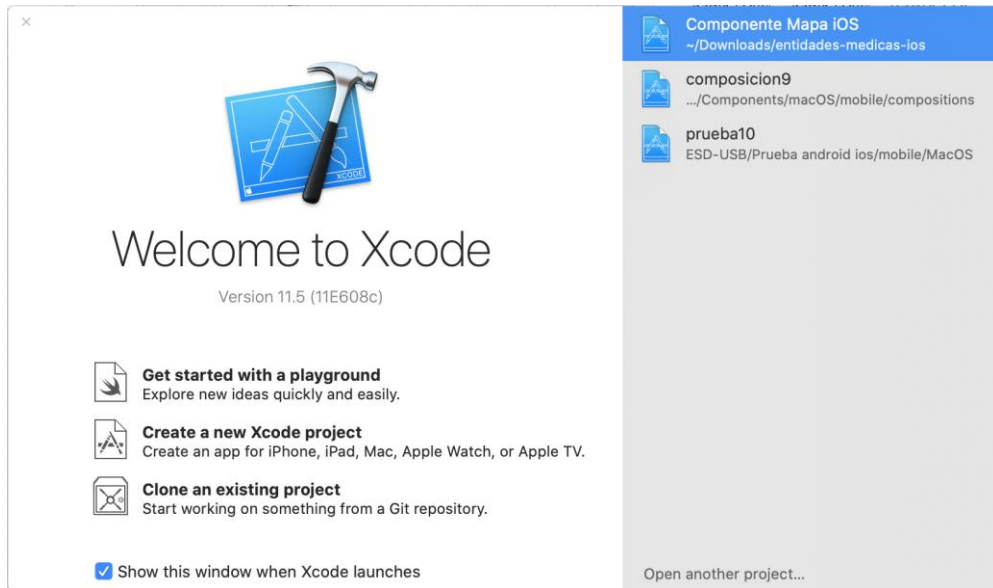 XCODE
Welcome to Xcode
Version 11.5 (11E608c)
Get started with a playground
Explore new ideas quickly and easily.
Create a new Xcode project
Create an app for iPhone, iPad, Mac, Apple Watch, or Apple TV.
Clone an existing project
Start working on something from a Git repository.
Show this window when Xcode launches
Componente Mapa iOS
~/Downloads/entidades-medicas-ios
composicion9
.../Components/macOS/mobile/compositions
prueba10
ESD-USB/Prueba android ios/mobile/MacOS
Open another project...